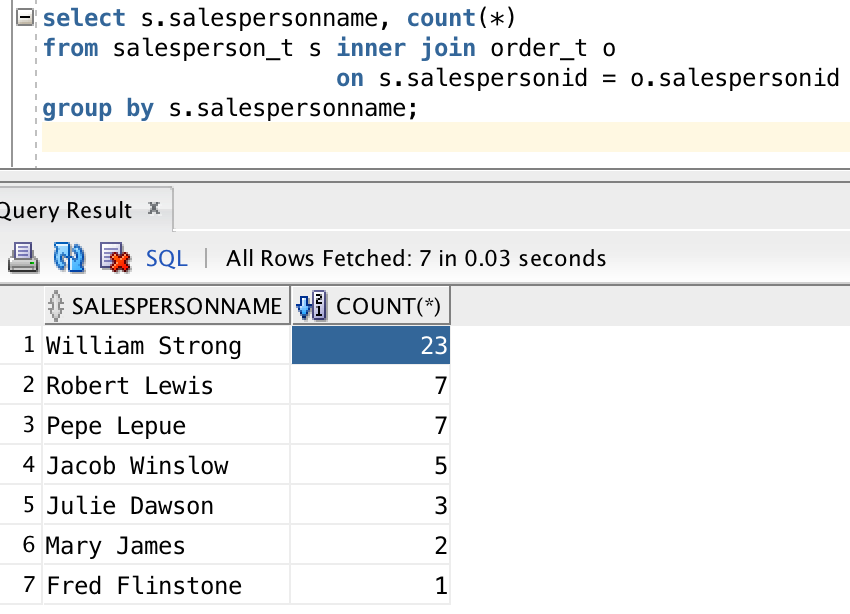 select s.salespersonname, count(*)
from salesperson_t s inner join order_t o
on s.salespersonid = o.salespersonid
group by s.salespersonname;
Query Result x
SQL | All Rows Fetched: 7 in 0.03 seconds
SALESPERSONNAME COUNT(*)
1 William Strong 23
2 Robert Lewis 7
3 Pepe Lepue 7
4 Jacob Winslow 5
5 Julie Dawson 3
6 Mary James 2
7 Fred Flinstone 1